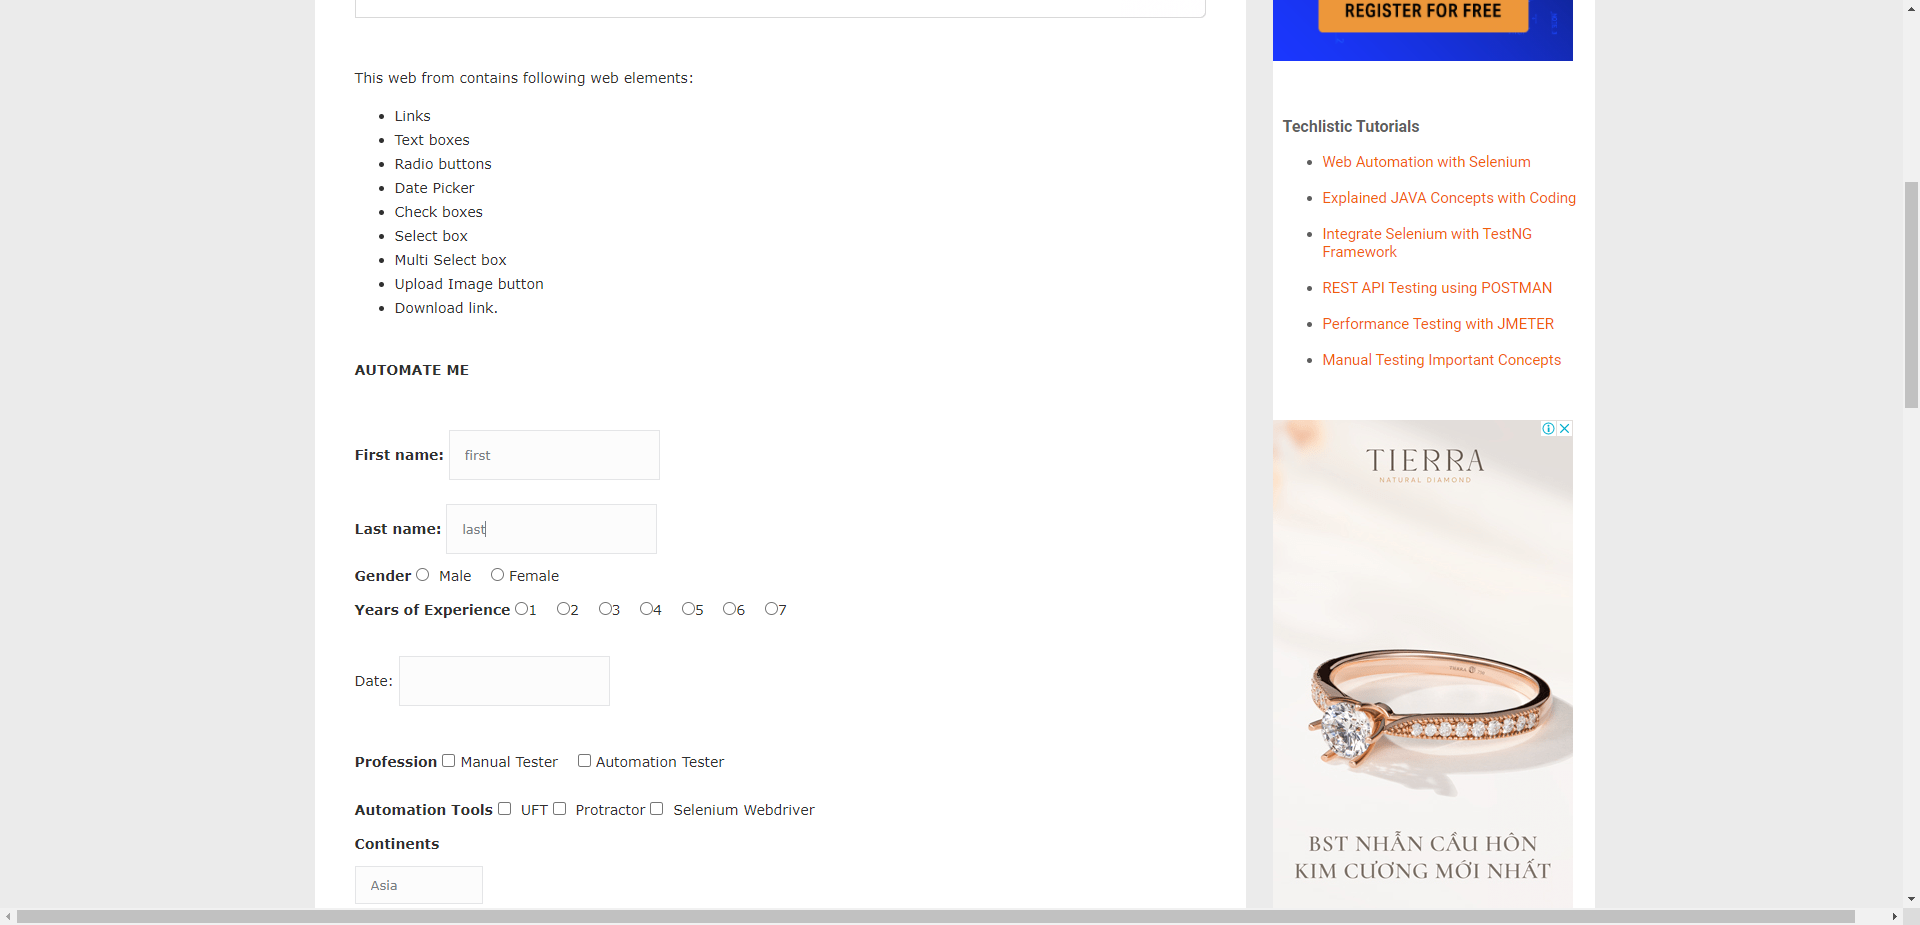 This web from contains following web elements:
Links
Text boxes
Radio buttons
Date Picker
Check boxes
Select box
Multi Select box
Upload Image button
Download link.
AUTOMATE ME
First name: first
Last name: last
Gender Male Female
Years of Experience 1 2 3 4 5 6 7
Date:
Profession Manual Tester Automation Tester
Automation Tools UFT Protractor Selenium Webdriver
Continents
Asia
REGISTER FOR FREE
Techlistic Tutorials
Web Automation with Selenium
Explained JAVA Concepts with Coding
Integrate Selenium with TestNG
Framework
REST API Testing using POSTMAN
Performance Testing with JMETER
Manual Testing Important Concepts
TIERRA
NATURAL DIAMOND
BST NHẪN CẦU HÔN
KIM CƯƠNG MỚI NHẤT